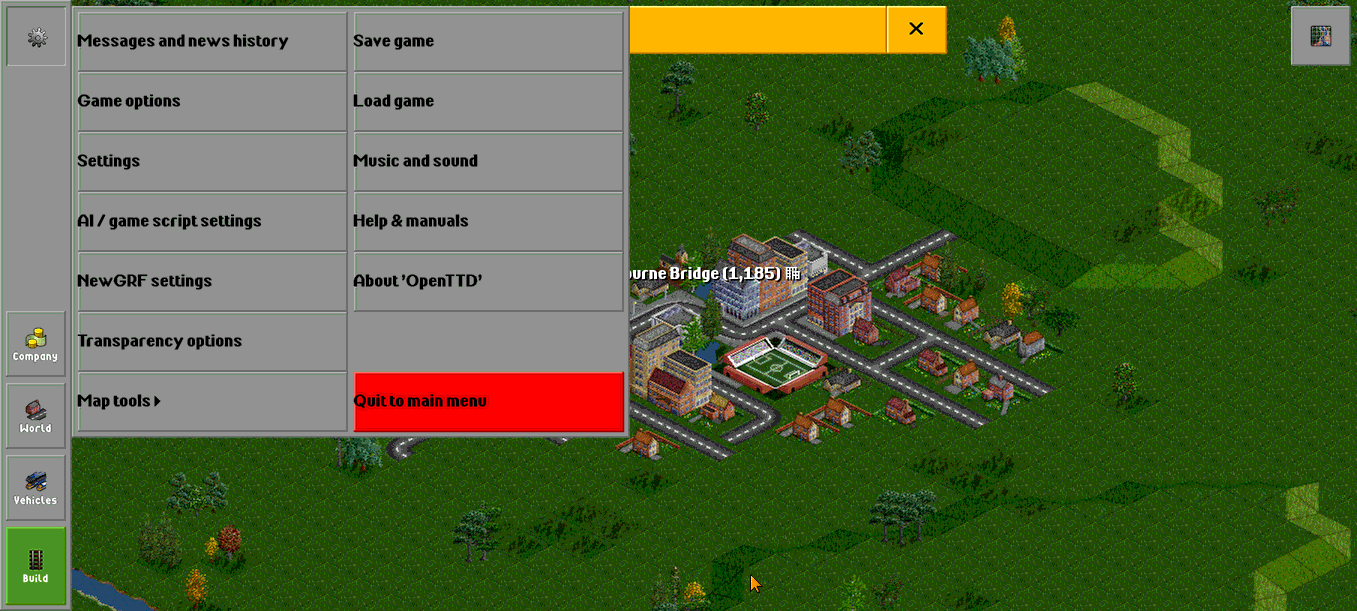 Messages and news history
Save game
Game options
Load game
Settings
Music and sound
AI / game script settings
Help & manuals
NewGRF settings
About 'OpenTTD'
Transparency options
Map tools
Quit to main menu
Bridge (1,185)
Company
World
Vehicles
Build